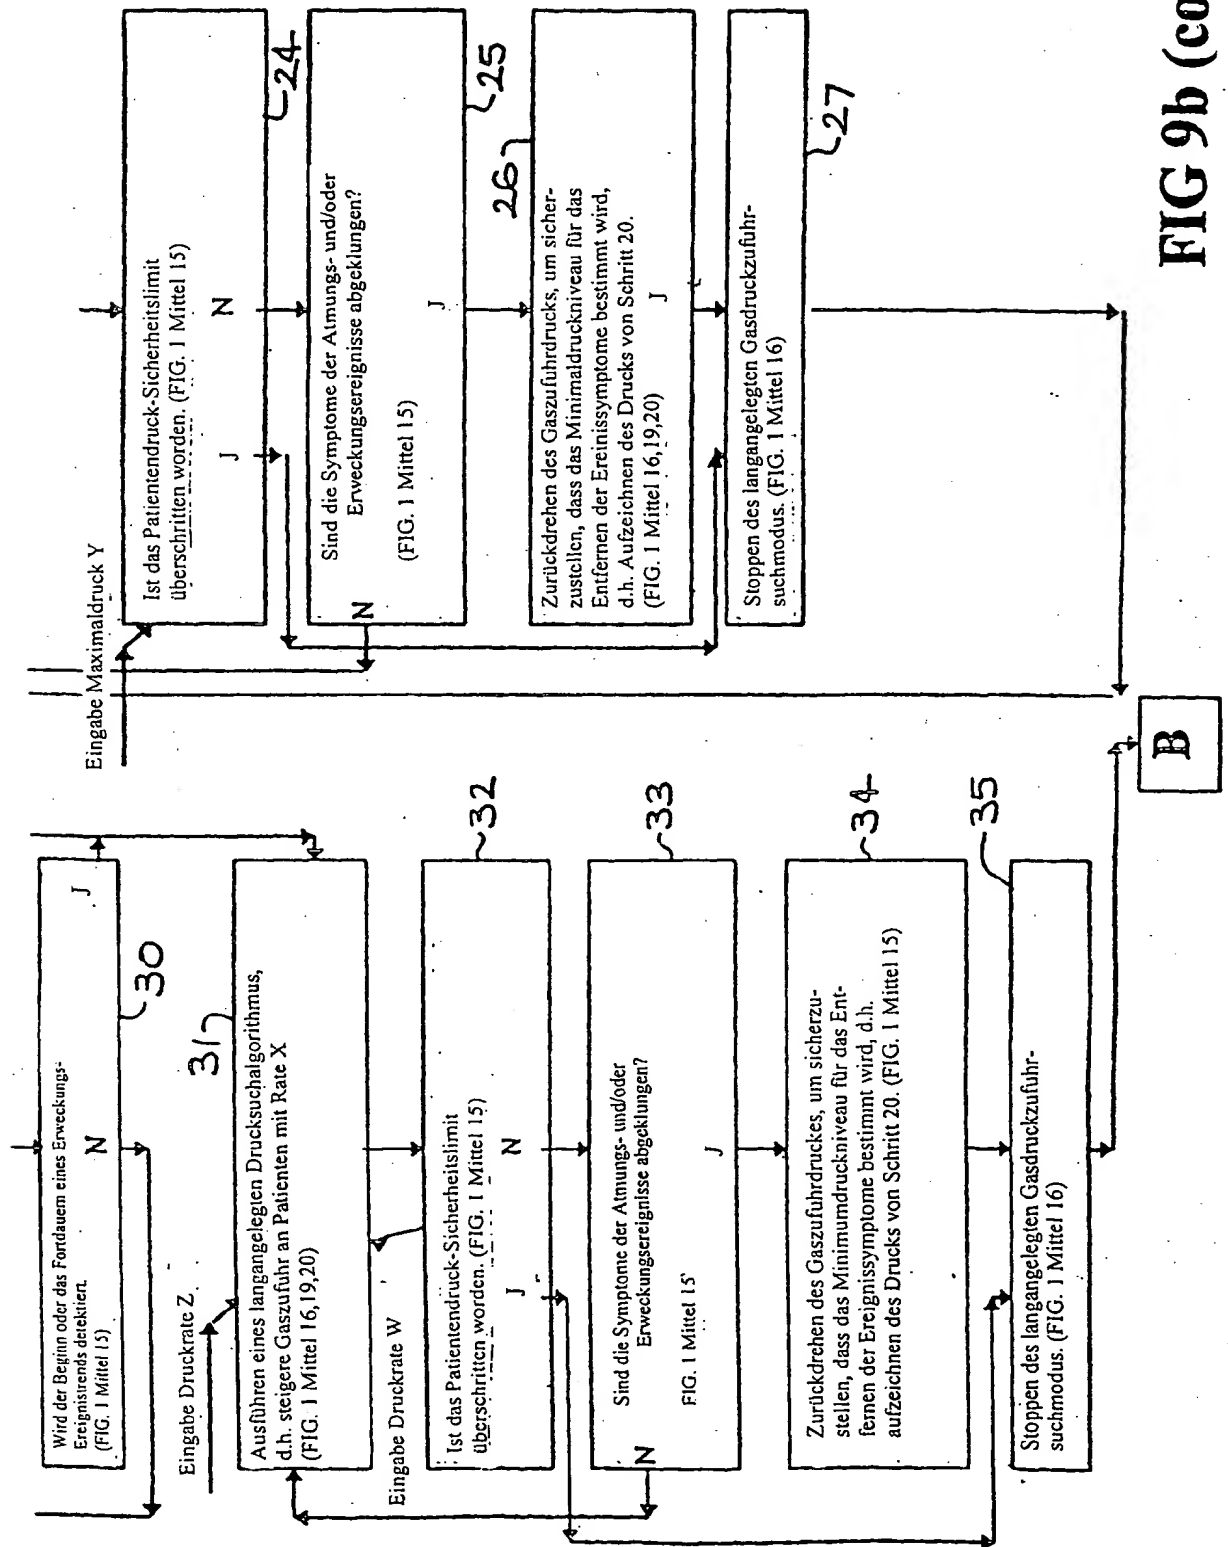 Eingabe Maximaldruck Y
Ist das Patientendruck-Sicherheitslimit
überschritten worden. (FIG. 1 Mittel 15)
J
N
24
Sind die Symptome der Atmungs- und/oder
Erweckungsereignisse abgeklungen?
(FIG. 1 Mittel 15)
N
J
25
26
Zurückdrehen des Gaszufuhrdrucks, um sicher-
zustellen, dass das Minimaldruckniveau für das
Entfernen der Ereinissymptome bestimmt wird,
d.h. Aufzeichnen des Drucks von Schritt 20.
(FIG. 1 Mittel 16,19,20)
J
Stoppen des langangelegten Gasdruckzufuhr-
suchmodus. (FIG. 1 Mittel 16)
27
Wird der Beginn oder das Fortdauern eines Erweckungs-
Ereignistrends detektiert.
(FIG. 1 Mittel 15)
N
J
30
Eingabe Druckrate Z
31
Ausführen eines langangelegten Drucksuchalgorithmus,
d.h. steigere Gaszufuhr an Patienten mit Rate X
(FIG. 1 Mittel 16,19,20)
Eingabe Druckrate W
Ist das Patientendruck-Sicherheitslimit
überschritten worden. (FIG. 1 Mittel 15)
J
N
32
Sind die Symptome der Atmungs- und/oder
Erweckungsereignisse abgeklungen?
FIG. 1 Mittel 15
N
J
33
Zurückdrehen des Gaszufuhrdruckes, um sicherzu-
stellen, dass das Minimumdruckniveau für das Ent-
fernen der Ereignissymptome bestimmt wird, d.h.
aufzeichnen des Drucks von Schritt 20. (FIG. 1 Mittel 15)
34
Stoppen des langangelegten Gasdruckzufuhr-
suchmodus. (FIG. 1 Mittel 16)
35
B
FIG 9b (co